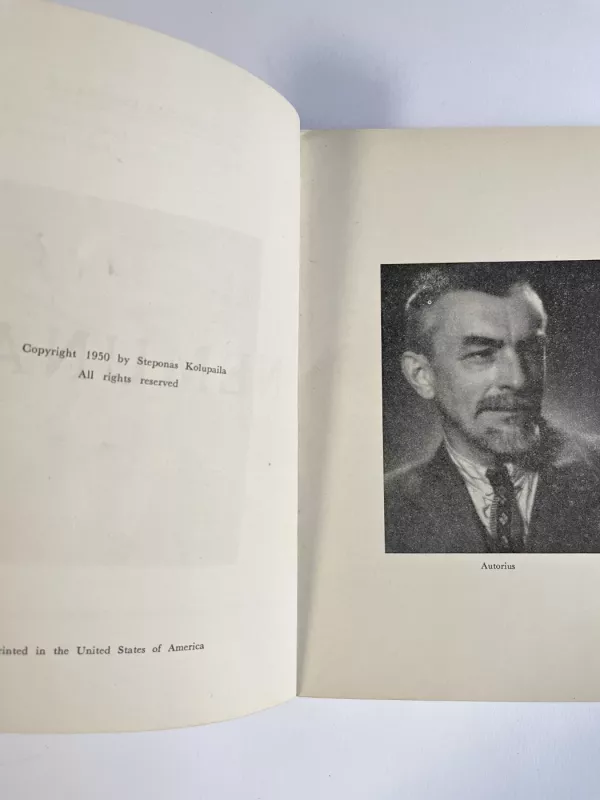 Copyright 1950 by Steponas Kolupaila
All rights reserved
rinted in the United States of America
Autorius